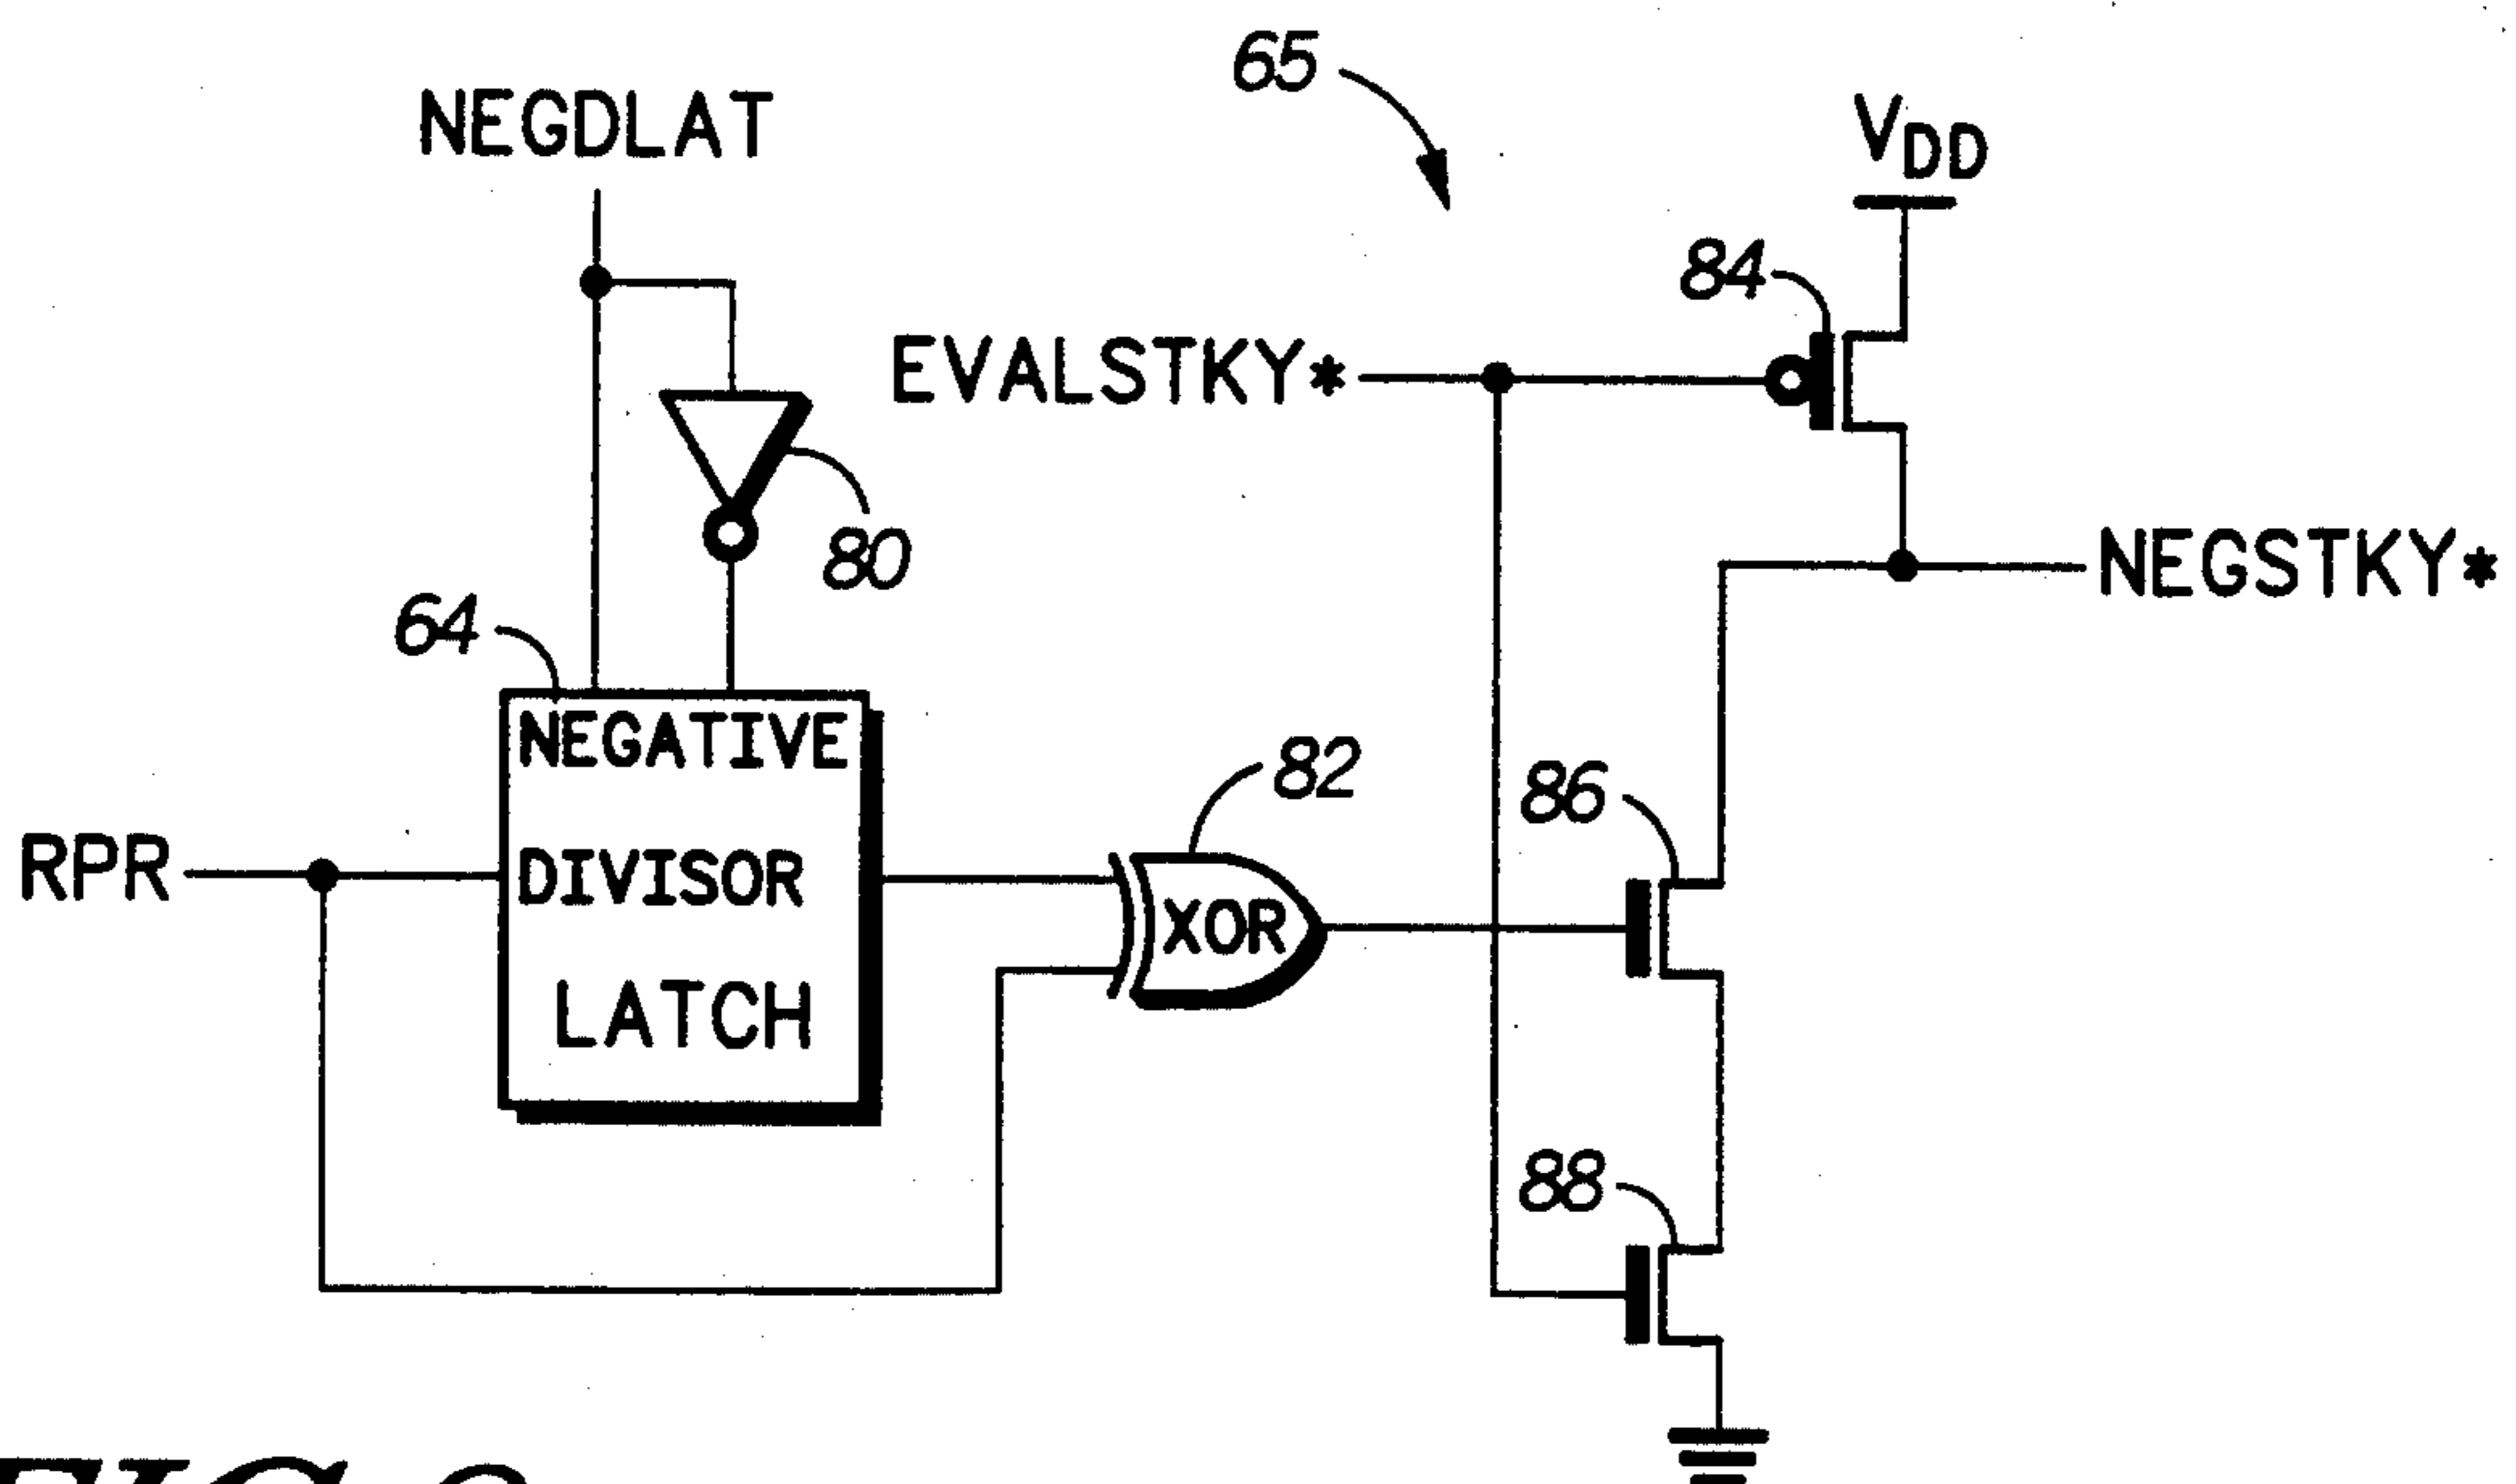 65
NEGDLAT
VDD
84
EVALSTKY*
80
NEGSTKY*
64
NEGATIVE
DIVISOR
LATCH
82
86
RPR
XOR
88